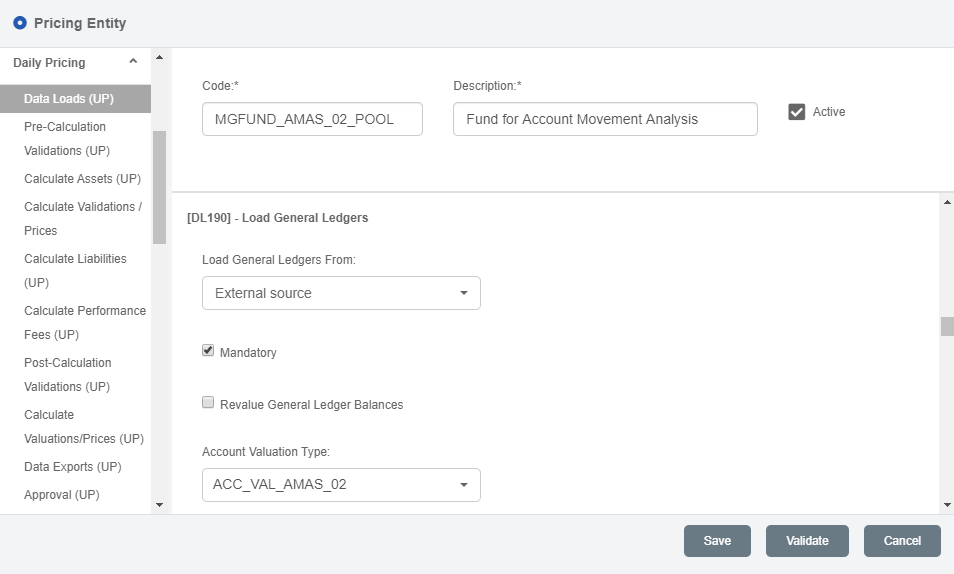 Pricing Entity
Daily Pricing
Data Loads (UP)
Pre-Calculation
Validations (UP)
Calculate Assets (UP)
Calculate Validations /
Prices
Calculate Liabilities
(UP)
Calculate Performance
Fees (UP)
Post-Calculation
Validations (UP)
Calculate
Valuations/Prices (UP)
Data Exports (UP)
Approval (UP)
Code:*
MGFUND_AMAS_02_POOL
Description:*
Fund for Account Movement Analysis
Active
[DL190] - Load General Ledgers
Load General Ledgers From:
External source
Mandatory
Revalue General Ledger Balances
Account Valuation Type:
ACC_VAL_AMAS_02
Save
Validate
Cancel